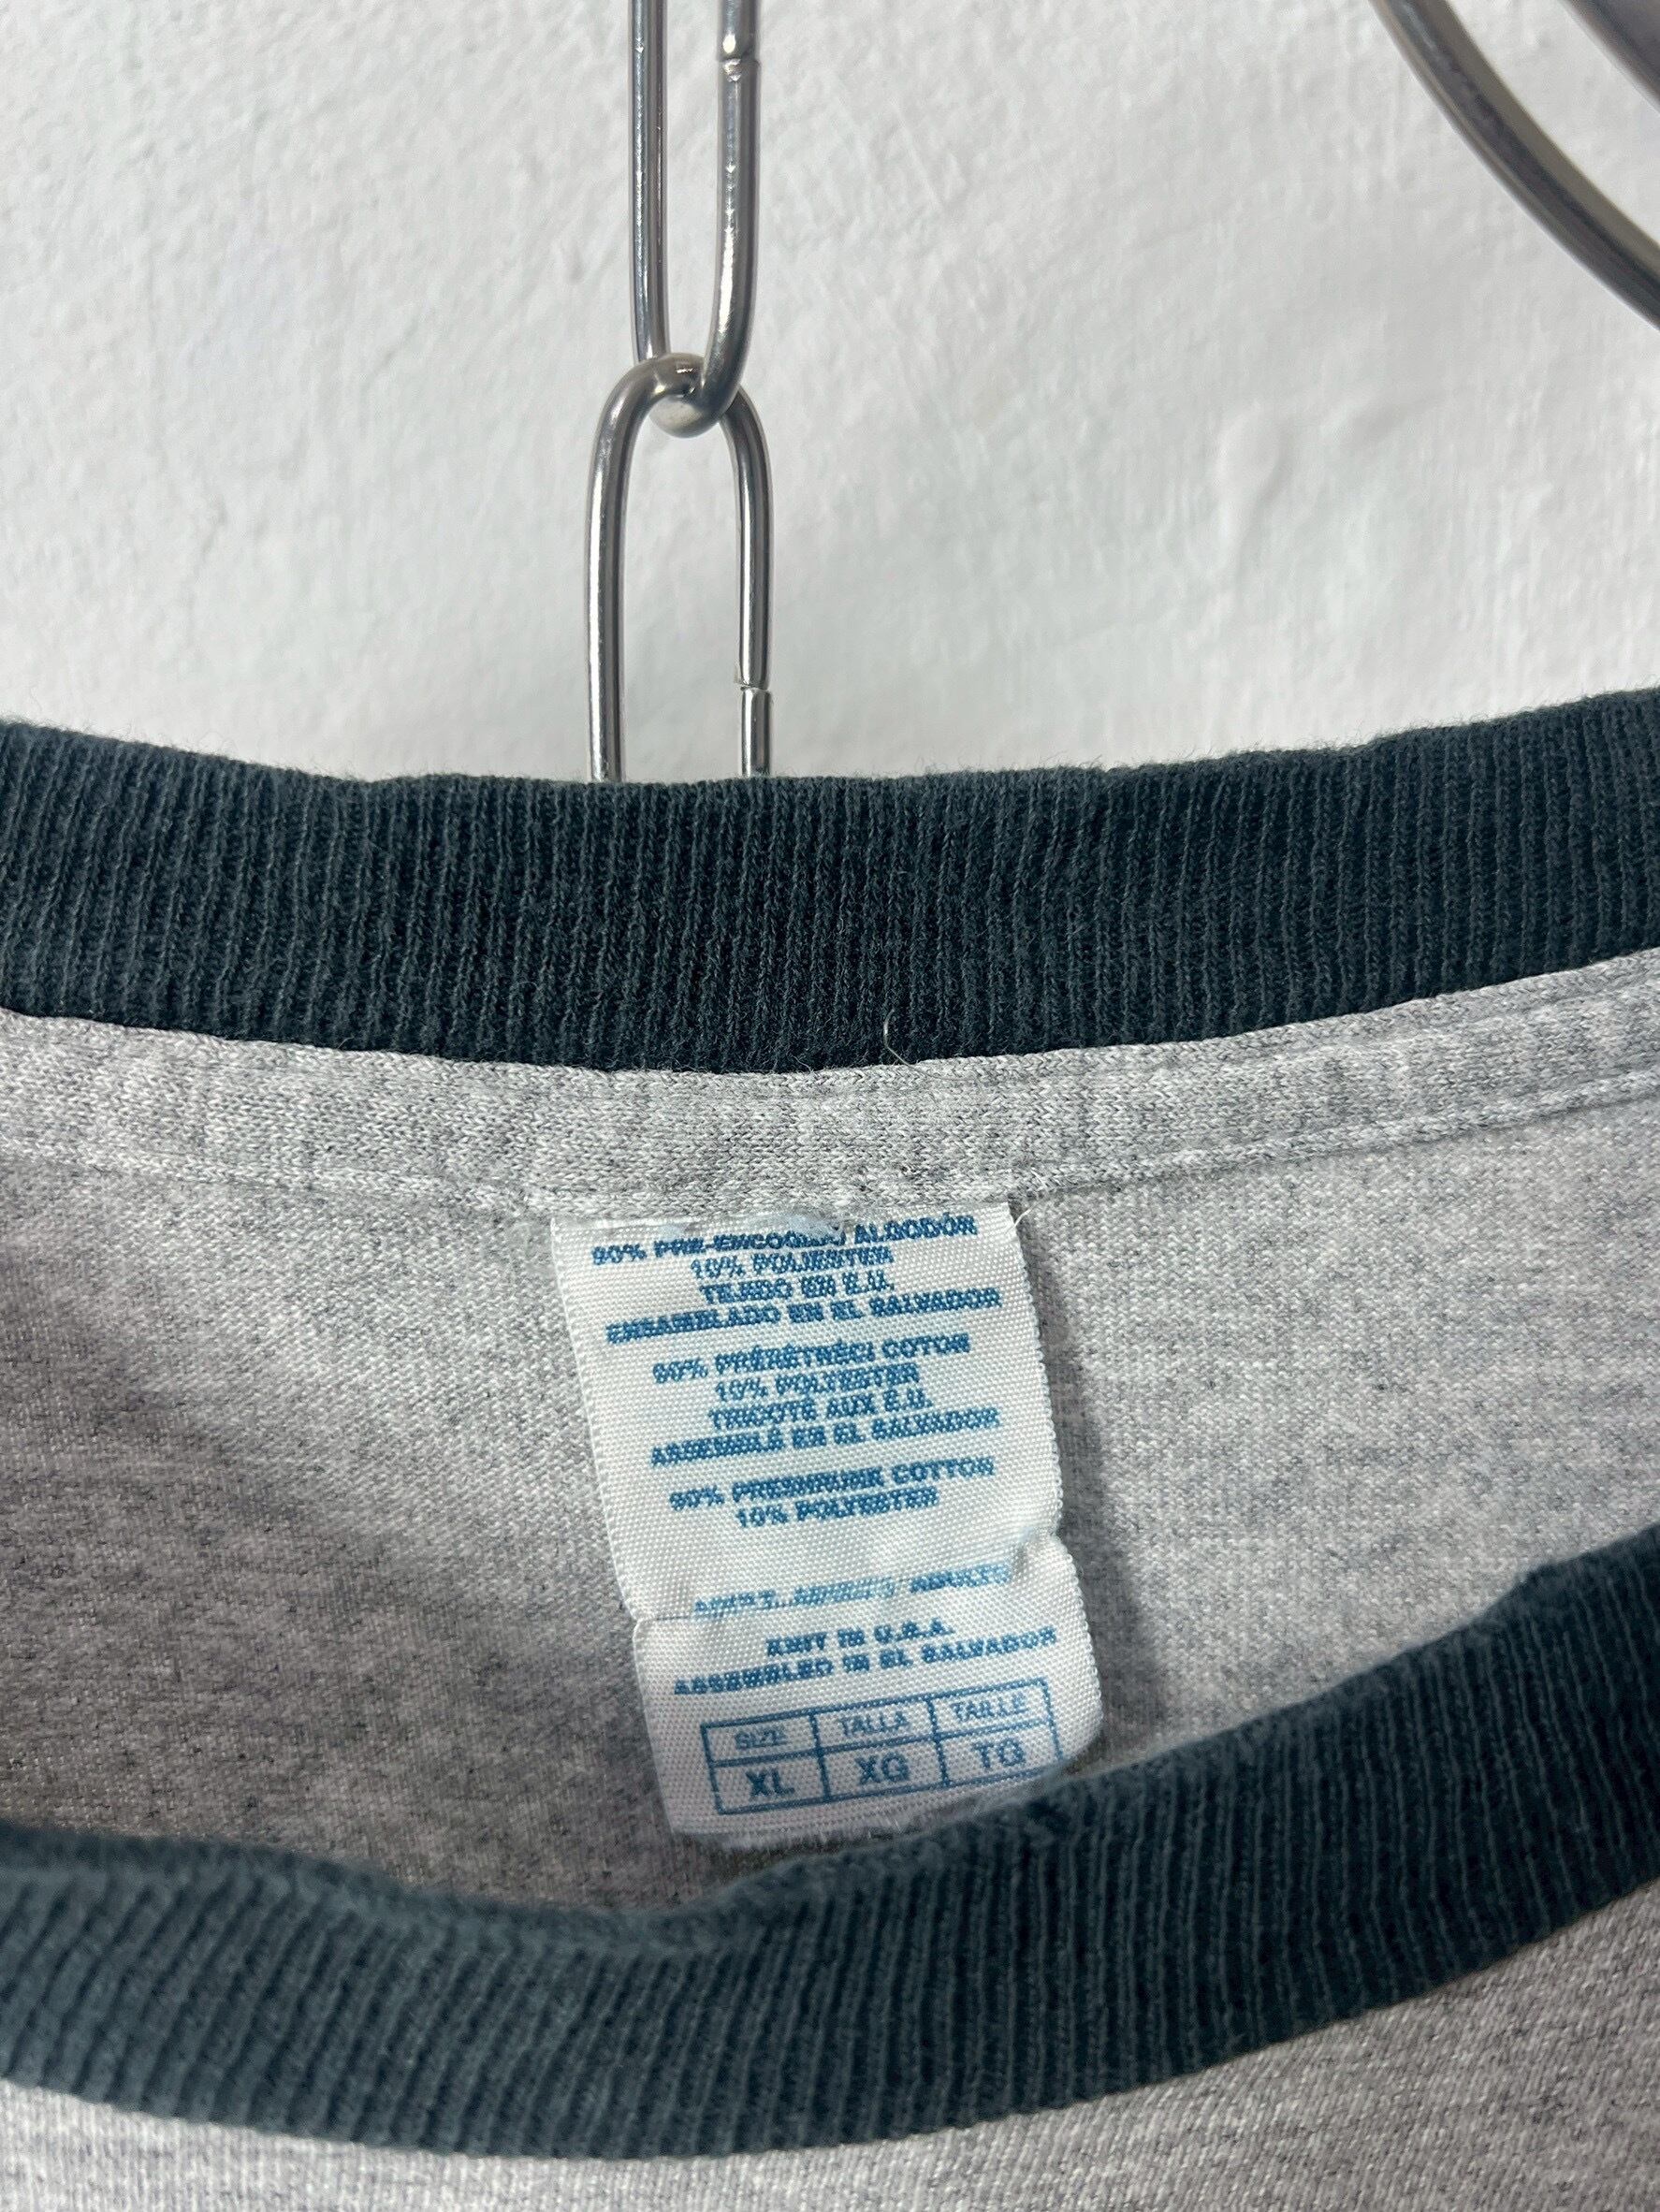 90% PRE-ENCOGIDO ALGODÓN
10% POLIESTER
TEJIDO EN E.U.
ENSAMBLADO EN EL SALVADOR
90% PRÉRÉTRÉCI COTON
10% POLYESTER
TRICOTÉ AUX É.U.
ASSEMBLÉ EN EL SALVADOR
90% PRESHRUNK COTTON
10% POLYESTER
ADULTS
KNIT IN U.S.A.
ASSEMBLED IN EL SALVADOR
SIZE TALLA TAILLE
XL XG TG